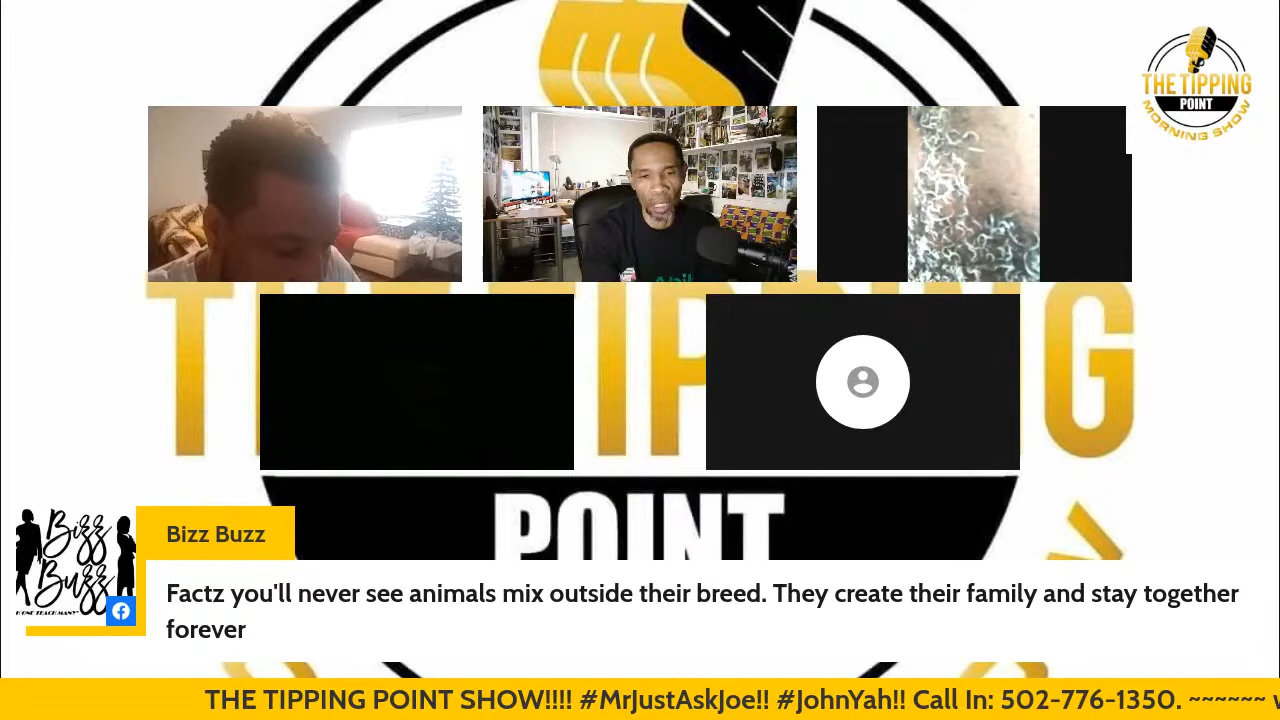 THE TIPPING
POINT
MORNING SHOW
TIPPING
POINT
Bizz
Buzz
Bizz Buzz
Factz you'll never see animals mix outside their breed. They create their family and stay together
forever
THE TIPPING POINT SHOW!!!! #MrJustAskJoe!! #JohnYah!! Call In: 502-776-1350. ~~~~~~ w